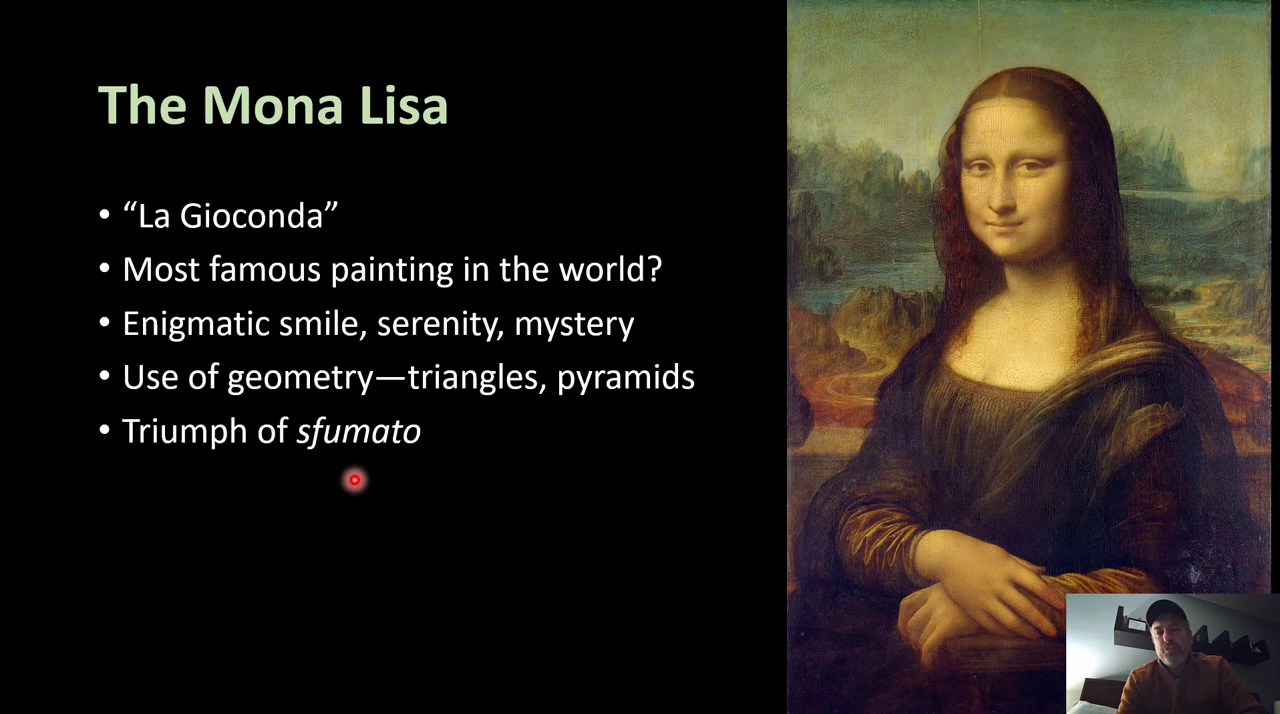 The Mona Lisa
• “La Gioconda”
• Most famous painting in the world?
• Enigmatic smile, serenity, mystery
• Use of geometry—triangles, pyramids
• Triumph of sfumato